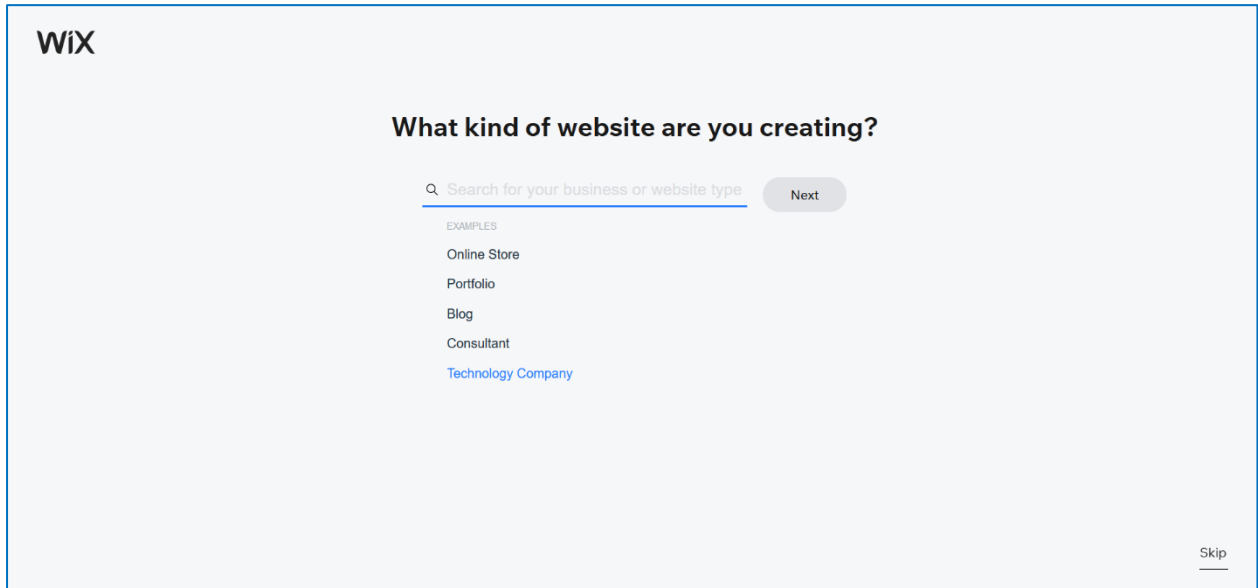 WiX
What kind of website are you creating?
Search for your business or website type
Next
EXAMPLES
Online Store
Portfolio
Blog
Consultant
Technology Company
Skip